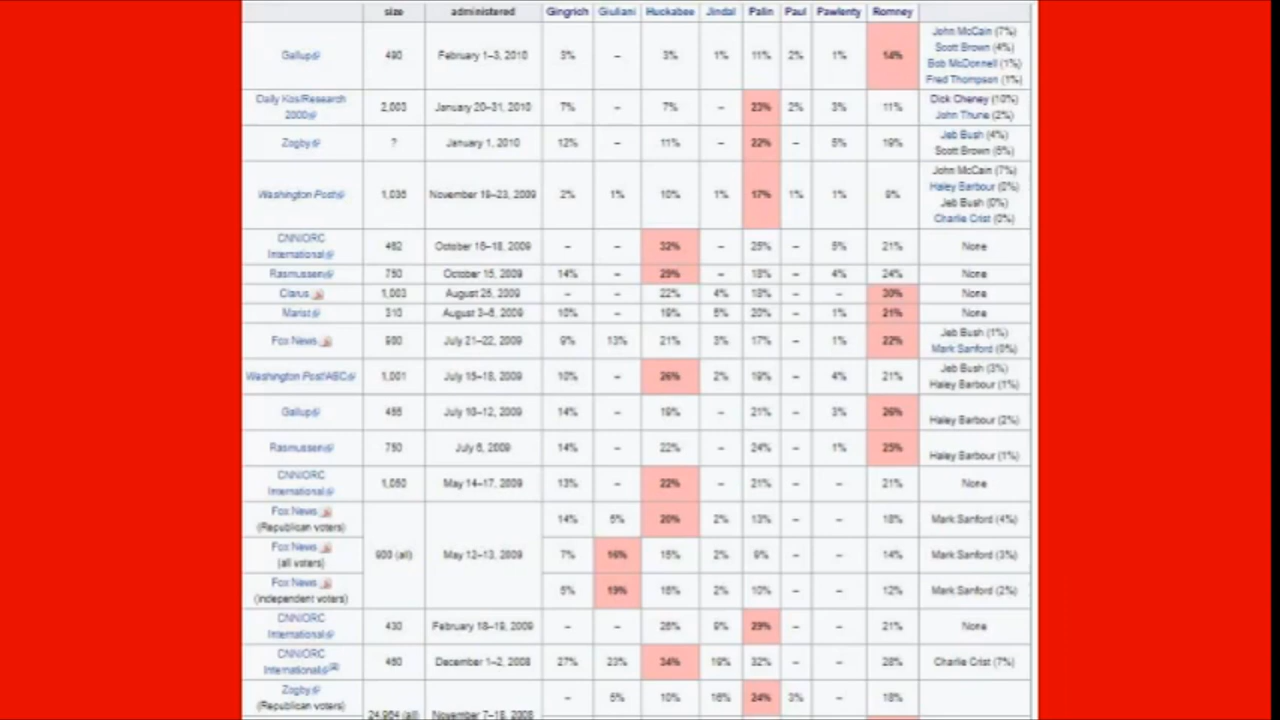 size administered Gingrich Giuliani Huckabee Jindal Palin Paul Pawlenty Romney
Gallup 490 February 1–3, 2010 3% – 3% 1% 11% 2% 1% 14% John McCain (7%)
Scott Brown (4%)
Bob McDonnell (1%)
Fred Thompson (1%)
Daily Kos/Research 2000 2,003 January 20–31, 2010 7% – 7% – 23% 2% 3% 11% Dick Cheney (10%)
John Thune (2%)
Zogby ? January 1, 2010 12% – 11% – 22% – 5% 19% Jeb Bush (4%)
Scott Brown (5%)
Washington Post November 19–23, 2009 2% 1% 10% 1% 17% 1% 1% 9% John McCain (7%)
Haley Barbour (0%)
Jeb Bush (0%)
Charlie Crist (0%)
CNN/ORC International 462 October 16–18, 2009 – – 32% – 25% – 5% 21% None
Rasmussen 750 October 15, 2009 14% – 29% – 18% – 4% 24% None
Clarus 1,003 August 25, 2009 – – 22% 4% 18% – – 30% None
Marist 310 August 3–6, 2009 10% – 19% 5% 20% – 1% 21% None
Fox News 900 July 21–22, 2009 9% 13% 21% 3% 17% – 1% 22% Jeb Bush (1%)
Mark Sanford (0%)
Washington Post/ABC 1,001 July 15–18, 2009 10% – 26% 2% 19% – 4% 21% Jeb Bush (3%)
Haley Barbour (1%)
Gallup 455 July 10–12, 2009 14% – 19% – 21% – 3% 26% Haley Barbour (2%)
Rasmussen 750 July 6, 2009 14% – 22% – 24% – 1% 25% Haley Barbour (1%)
CNN/ORC International 1,050 May 14–17, 2009 13% – 22% – 21% – – 21% None
Fox News (Republican voters) 14% 5% 20% 2% 13% – – 18% Mark Sanford (4%)
Fox News (all voters) 900 (all) May 12–13, 2009 7% 16% 15% 2% 9% – – 14% Mark Sanford (3%)
Fox News (independent voters) 5% 19% 16% 2% 10% – – 12% Mark Sanford (2%)
CNN/ORC International 430 February 18–19, 2009 – – 26% 9% 29% – – 21% None
CNN/ORC International 460 December 1–2, 2008 27% 23% 34% 19% 32% – – 28% Charlie Crist (7%)
Zogby (Republican voters) – 5% 10% 16% 24% 3% – 18%
24,964 (all) November 7–18, 2008